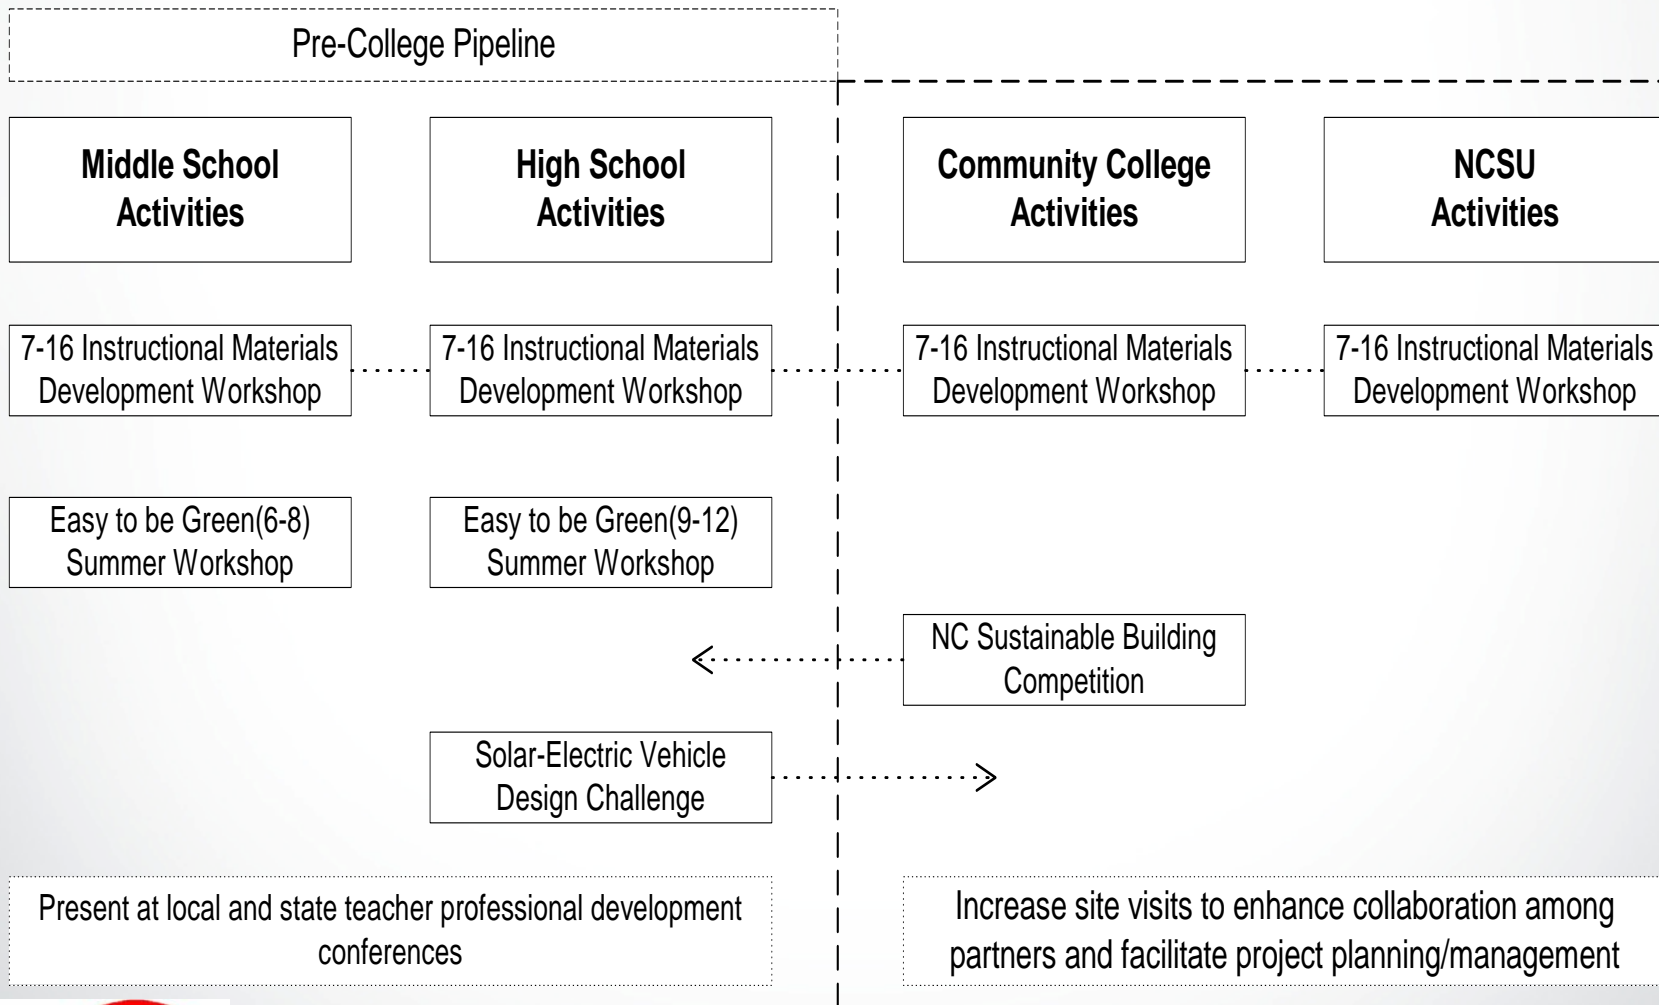 Pre-College Pipeline
Middle School
Activities
High School
Activities
Community College
Activities
NCSU
Activities
7-16 Instructional Materials
Development Workshop
7-16 Instructional Materials
Development Workshop
7-16 Instructional Materials
Development Workshop
7-16 Instructional Materials
Development Workshop
Easy to be Green(6-8)
Summer Workshop
Easy to be Green(9-12)
Summer Workshop
NC Sustainable Building
Competition
Solar-Electric Vehicle
Design Challenge
Present at local and state teacher professional development
conferences
Increase site visits to enhance collaboration among
partners and facilitate project planning/management